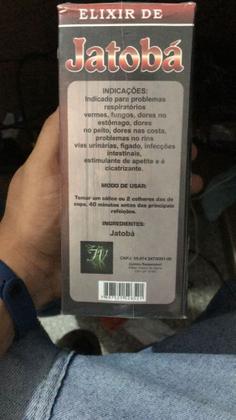 ELIXIR DE
Jatobá
INDICAÇÕES:
Indicado para problemas
respiratórios
vermes, fungos, dores no
estômago, dores
no peito, dores nas costa,
problemas no rins
vias urinárias, fígado, infecções
intestinais,
estimulante de apetite e é
cicatrizante.
MODO DE USAR:
Tomar um cálice ou 2 colheres das de
sopa, 40 minutos antes das principais
refeições.
INGREDIENTES:
Jatobá